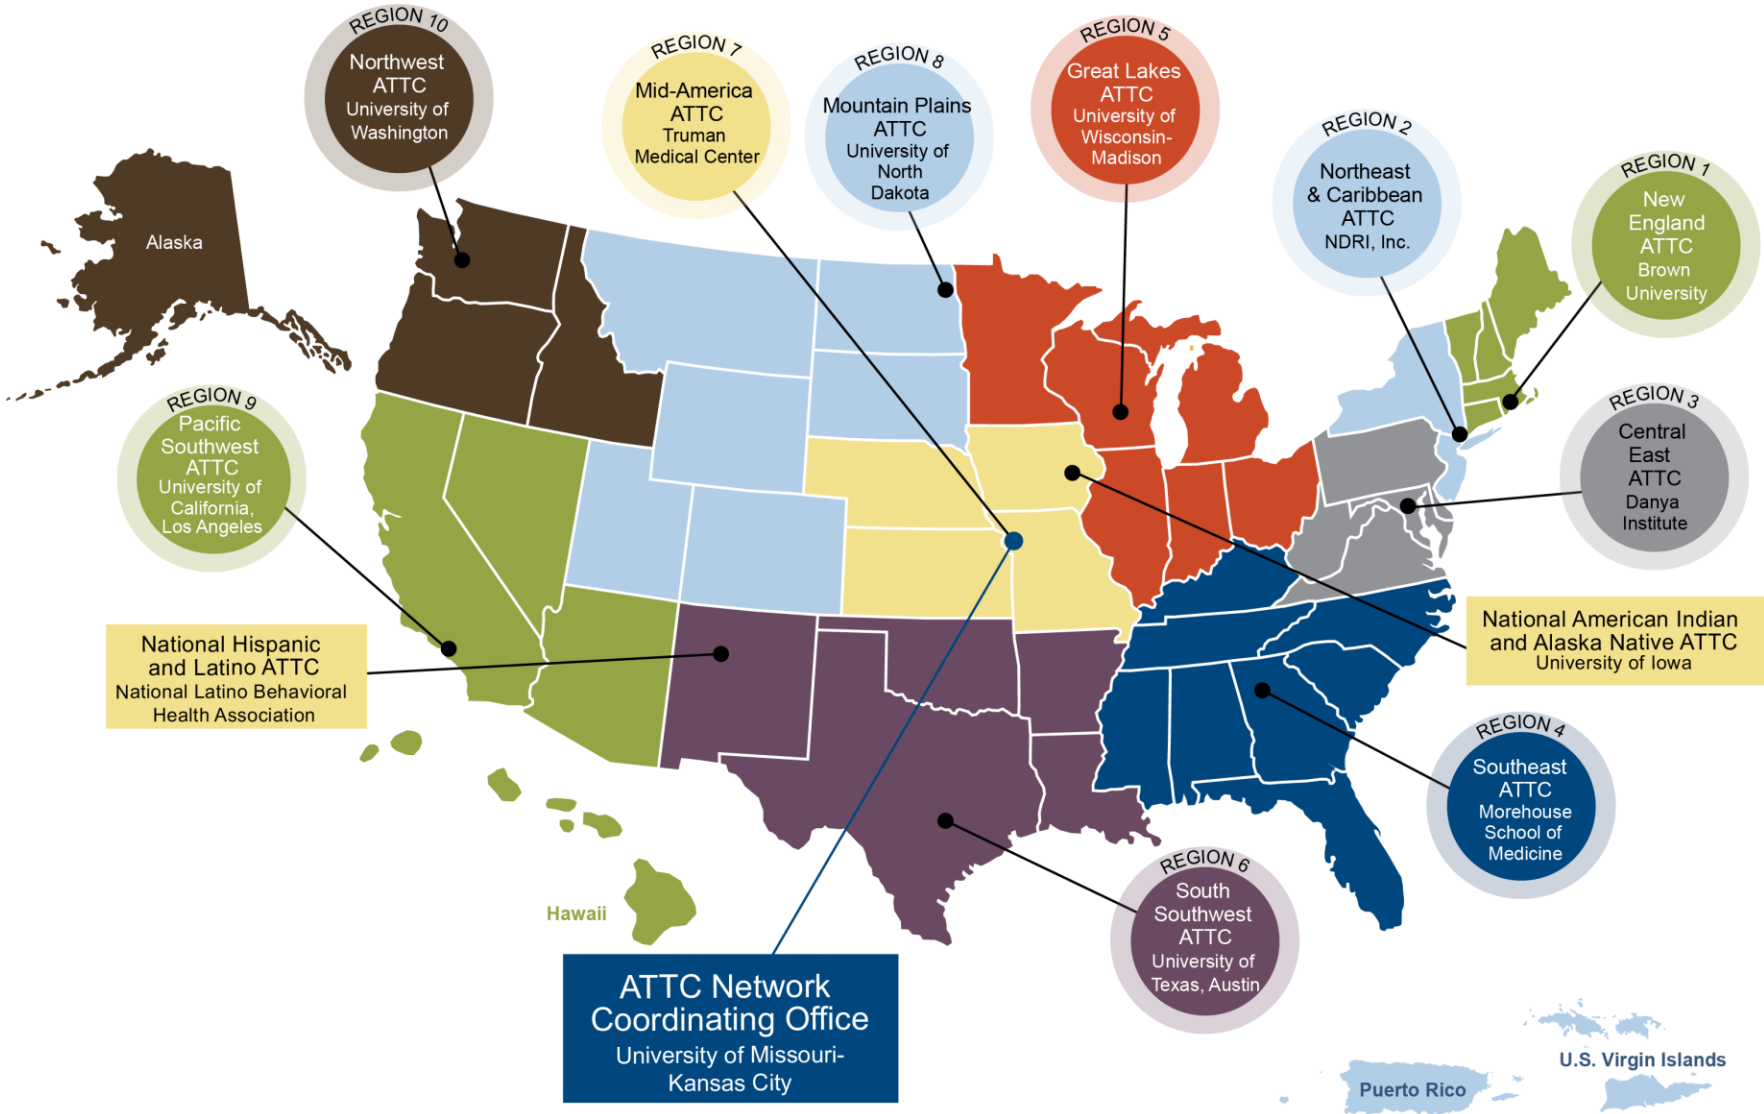 REGION 10
Northwest
ATTC
University of
Washington
REGION 7
Mid-America
ATTC
Truman
Medical Center
REGION 8
Mountain Plains
ATTC
University of
North
Dakota
REGION 5
Great Lakes
ATTC
University of
Wisconsin-
Madison
REGION 2
Northeast
& Caribbean
ATTC
NDRI, Inc.
REGION 1
New
England
ATTC
Brown
University
Alaska
REGION 9
Pacific
Southwest
ATTC
University of
California,
Los Angeles
REGION 3
Central
East
ATTC
Danya
Institute
National Hispanic
and Latino ATTC
National Latino Behavioral
Health Association
National American Indian
and Alaska Native ATTC
University of Iowa
REGION 4
Southeast
ATTC
Morehouse
School of
Medicine
REGION 6
South
Southwest
ATTC
University of
Texas, Austin
Hawaii
ATTC Network
Coordinating Office
University of Missouri-
Kansas City
U.S. Virgin Islands
Puerto Rico